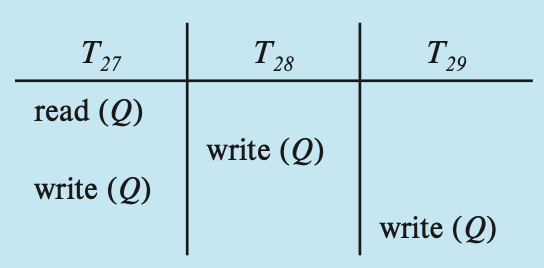 T27 T28 T29
read (Q)
write (Q)
write (Q)
write (Q)